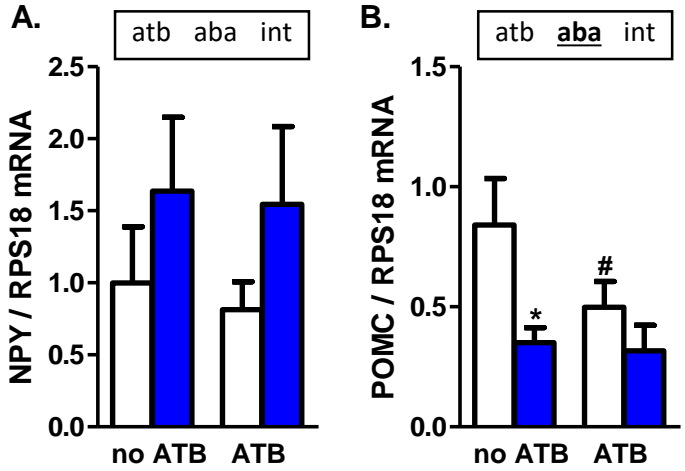 A.
atb aba int
NPY / RPS18 mRNA
2.5
2.0
1.5
1.0
0.5
0.0
no ATB ATB
B.
atb aba int
POMC / RPS18 mRNA
1.5
1.0
0.5
0.0
*
#
no ATB ATB